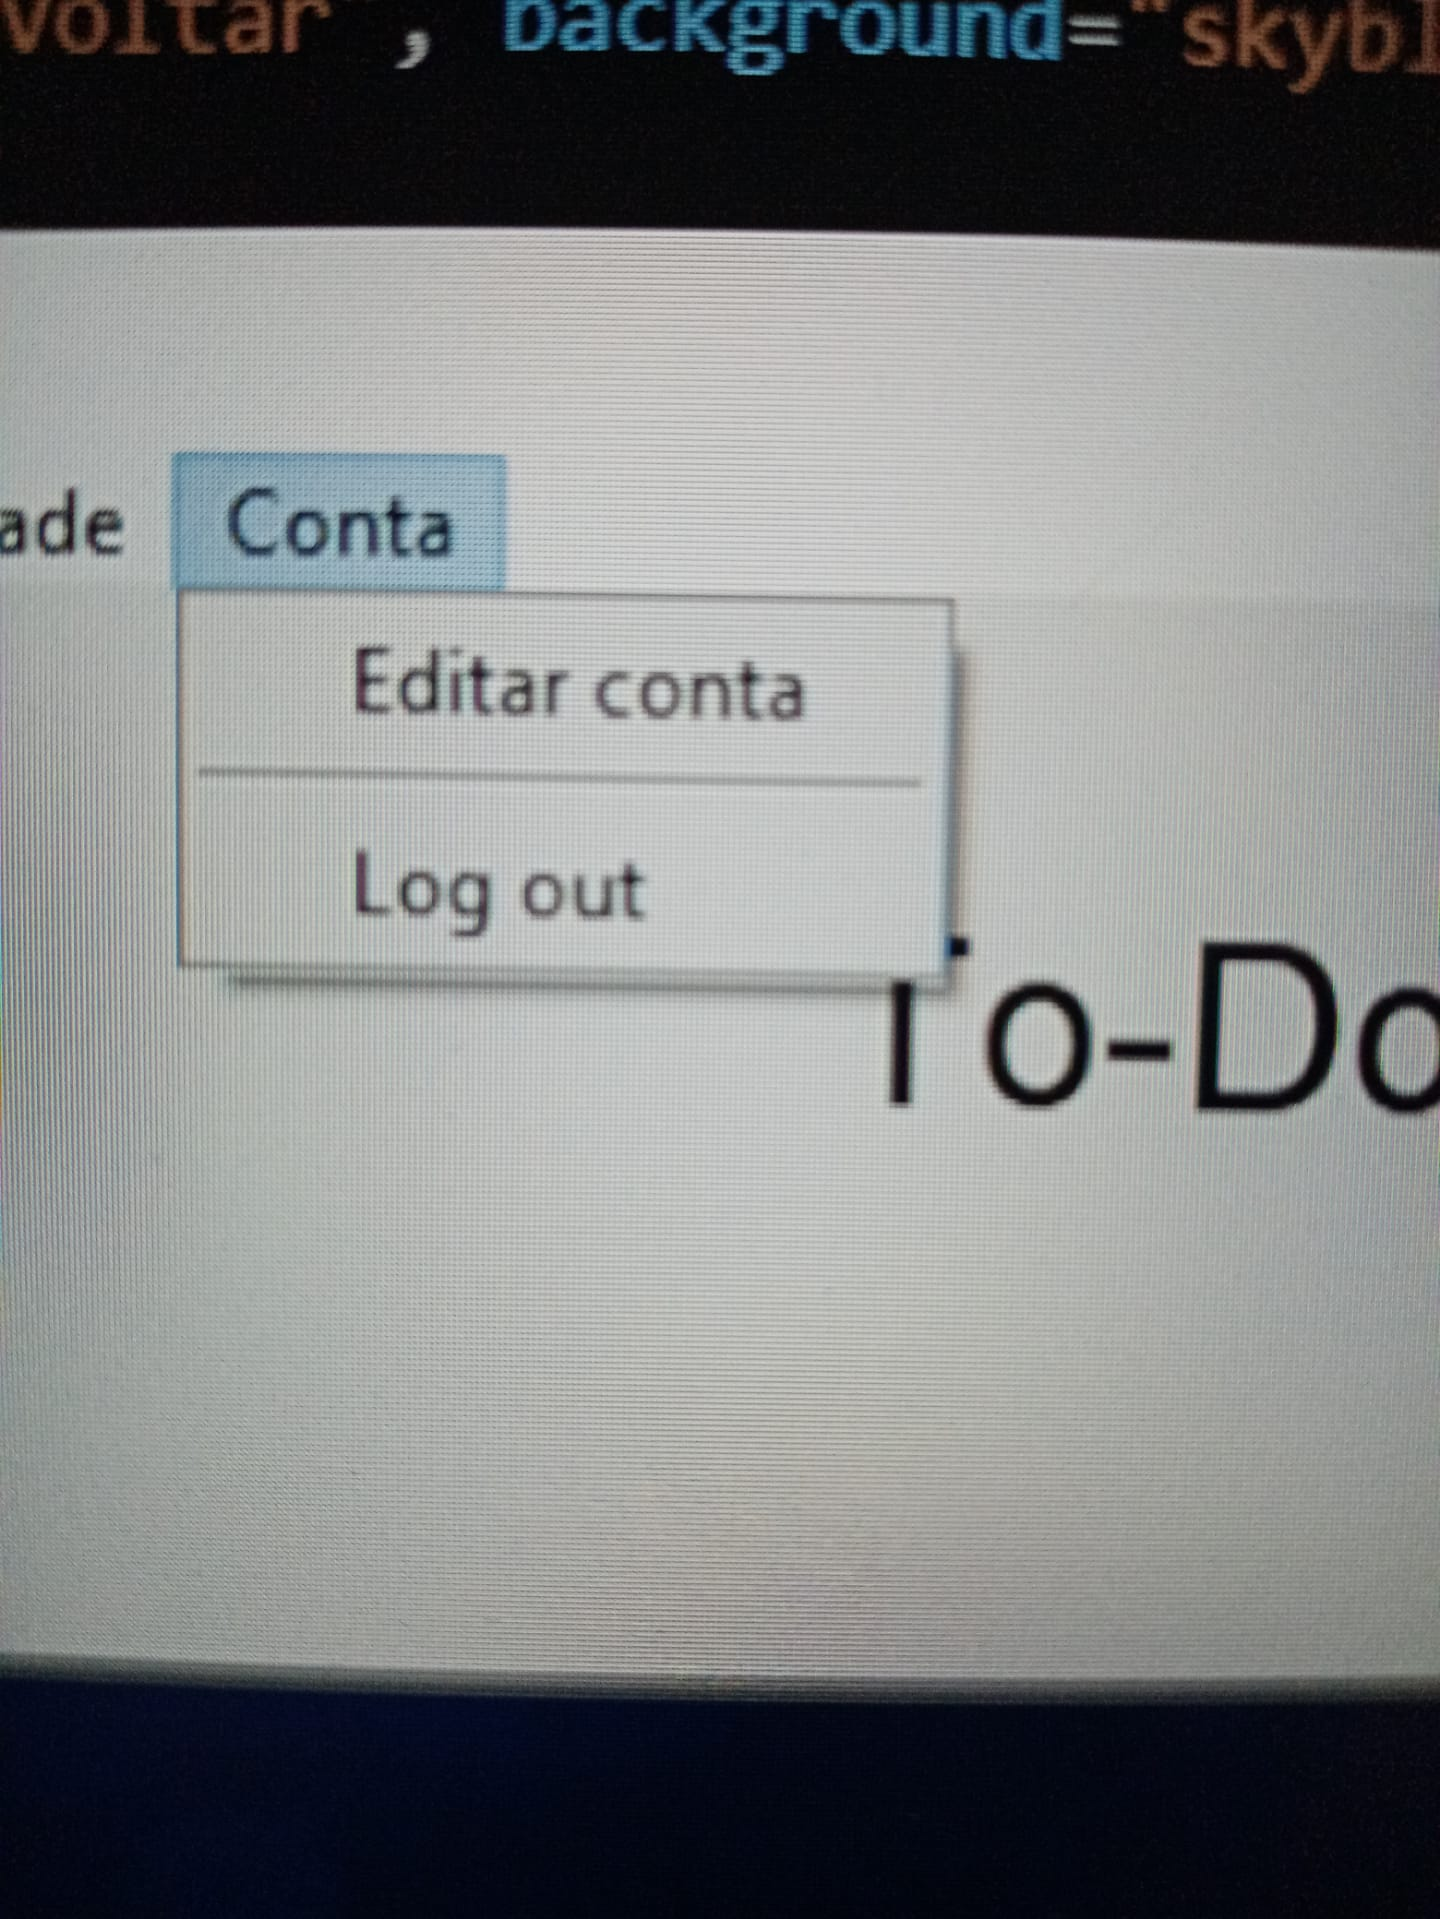 voltar" , background="skybl
ade Conta
Editar conta
Log out
To-Do